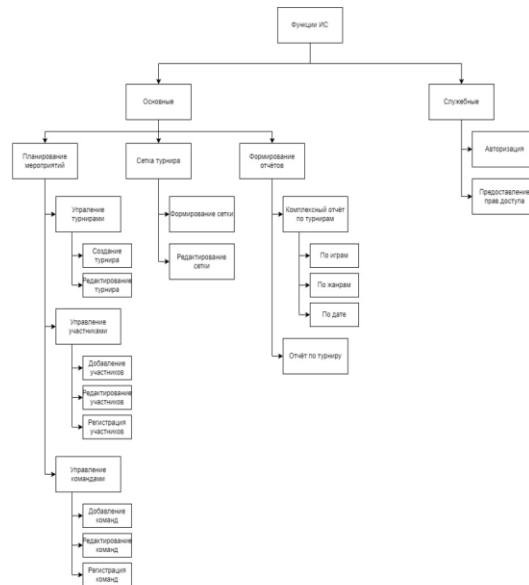 Функции ИС
Основные
Служебные
Планирование
мероприятий
Сетка турнира
Формирование
отчётов
Авторизация
Предоставление
прав доступа
Упраление
турнирами
Создание
турнира
Редактирование
турнира
Управление
участниками
Добавление
участников
Редактирование
участников
Регистрация
участников
Управление
командами
Добавление
команд
Редактирование
команд
Регистрация
команд
Формирование сетки
Редактирование
сетки
Комплексный отчёт
по турнирам
По играм
По жанрам
По дате
Отчёт по турниру